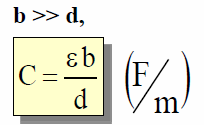 b >> d,
C = εb/d (F/m)